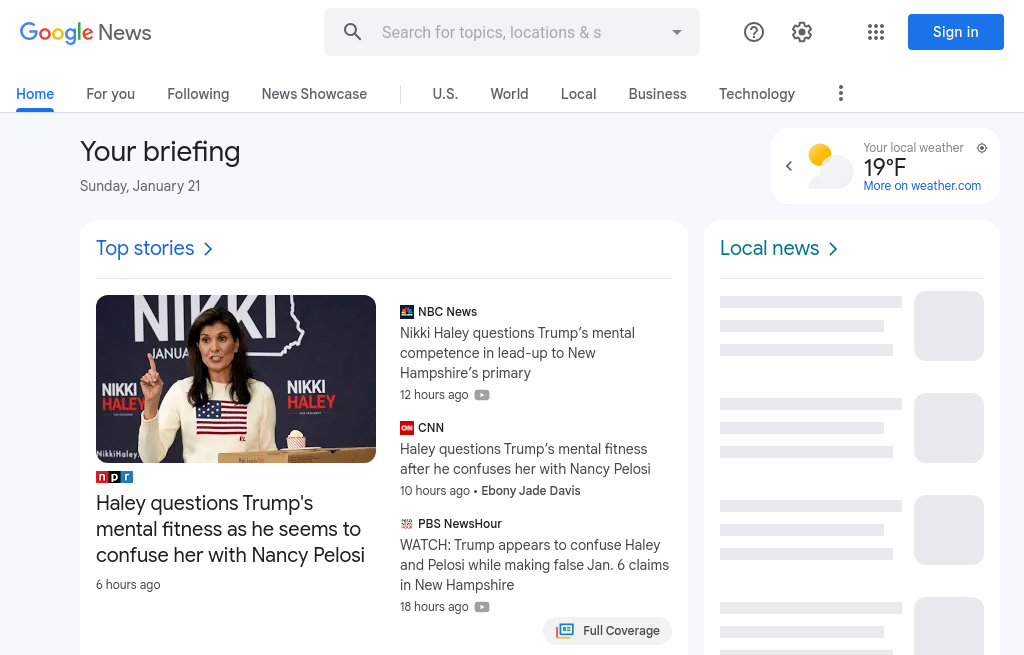 Google News
Search for topics, locations & s
Sign in
Home
For you
Following
News Showcase
U.S.
World
Local
Business
Technology
Your briefing
Sunday, January 21
Your local weather
19°F
More on weather.com
Top stories
NIKKI
JANUA
NIKKI
HALEY
NIKKI
HALEY
NikkiHaley.
npr
Haley questions Trump's
mental fitness as he seems to
confuse her with Nancy Pelosi
6 hours ago
NBC News
Nikki Haley questions Trump’s mental
competence in lead-up to New
Hampshire’s primary
12 hours ago
CNN
Haley questions Trump’s mental fitness
after he confuses her with Nancy Pelosi
10 hours ago • Ebony Jade Davis
PBS NewsHour
WATCH: Trump appears to confuse Haley
and Pelosi while making false Jan. 6 claims
in New Hampshire
18 hours ago
Full Coverage
Local news